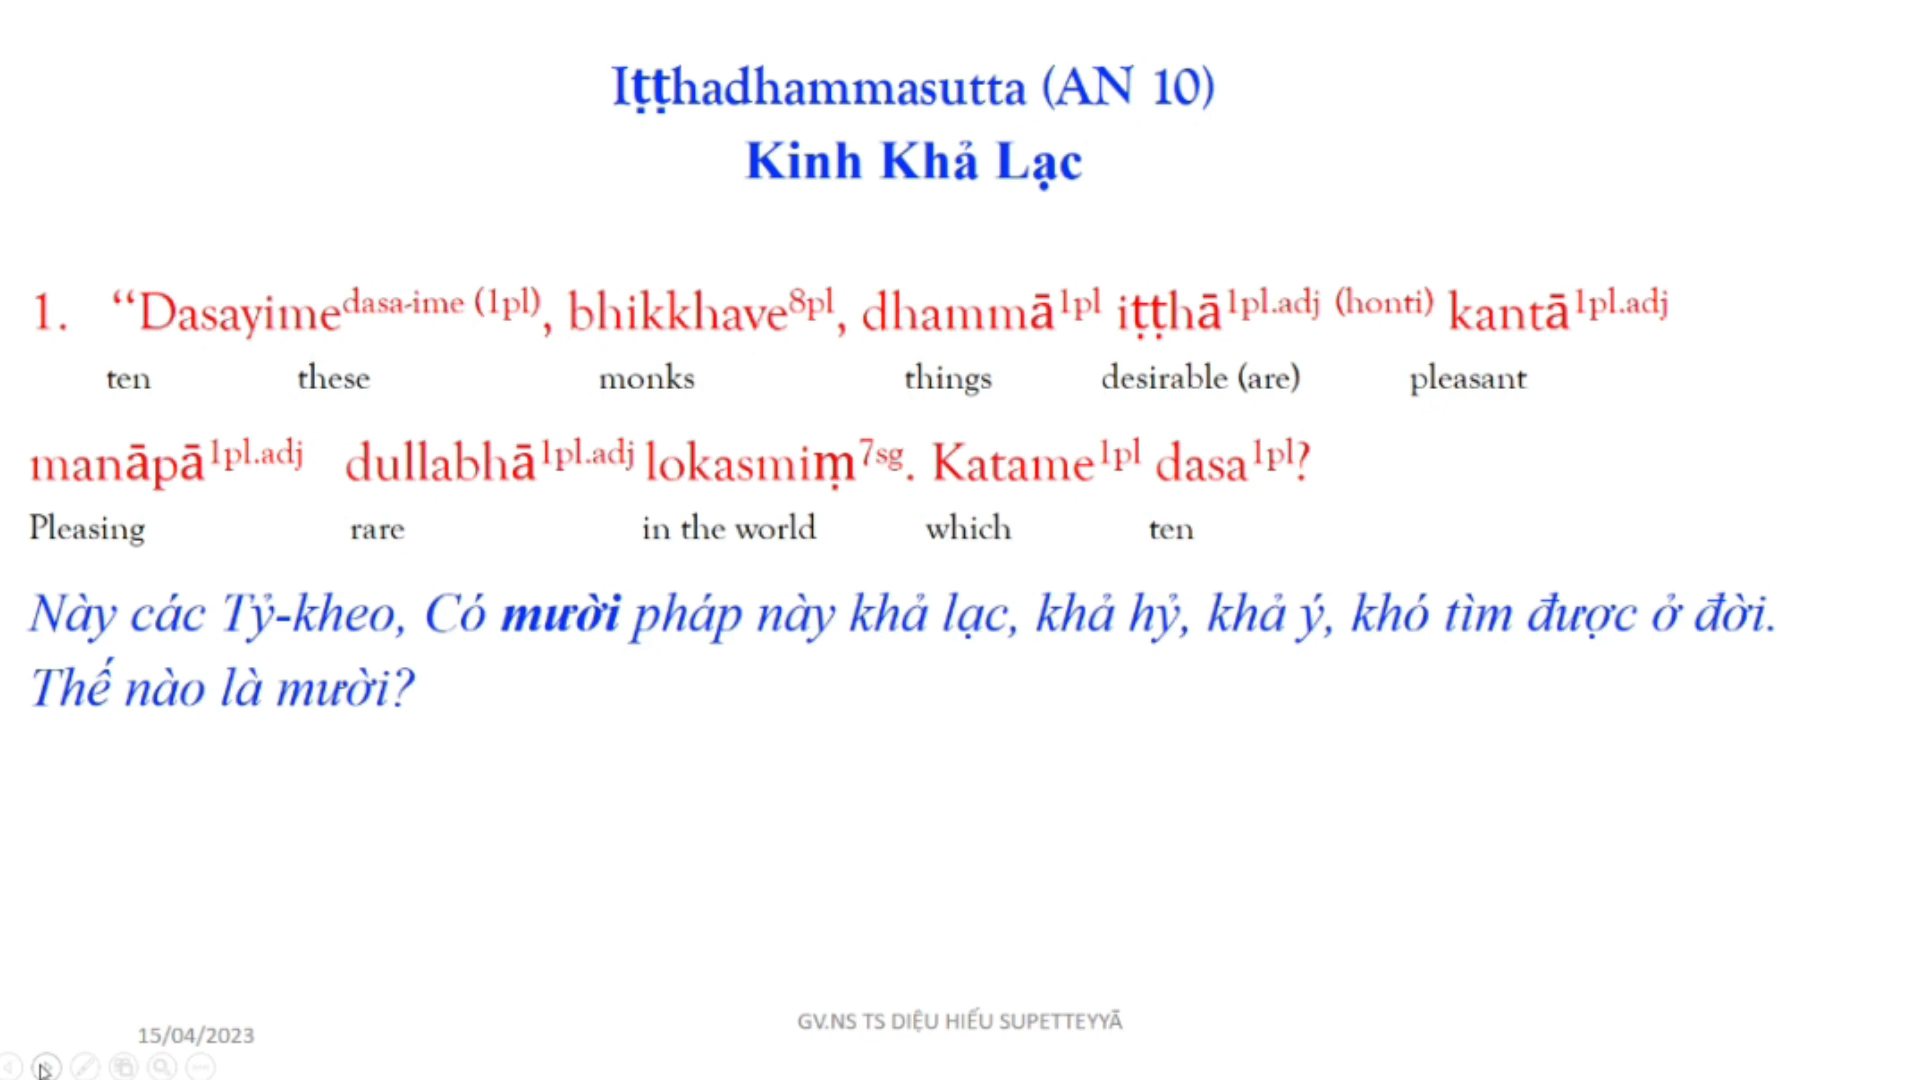 Iṭṭhadhammasutta (AN 10)
Kinh Khả Lạc
1. “Dasayime dasa-ime (1pl), bhikkhave 8pl, dhammā 1pl iṭṭhā 1pl.adj (honti) kantā 1pl.adj
ten these monks things desirable (are) pleasant
manāpā 1pl.adj dullabhā 1pl.adj lokasmiṃ 7sg. Katame 1pl dasa 1pl?
Pleasing rare in the world which ten
Này các Tỷ-kheo, Có mười pháp này khả lạc, khả hỷ, khả ý, khó tìm được ở đời.
Thế nào là mười?
15/04/2023
GV.NS TS DIỆU HIẾU SUPETTEYYĀ